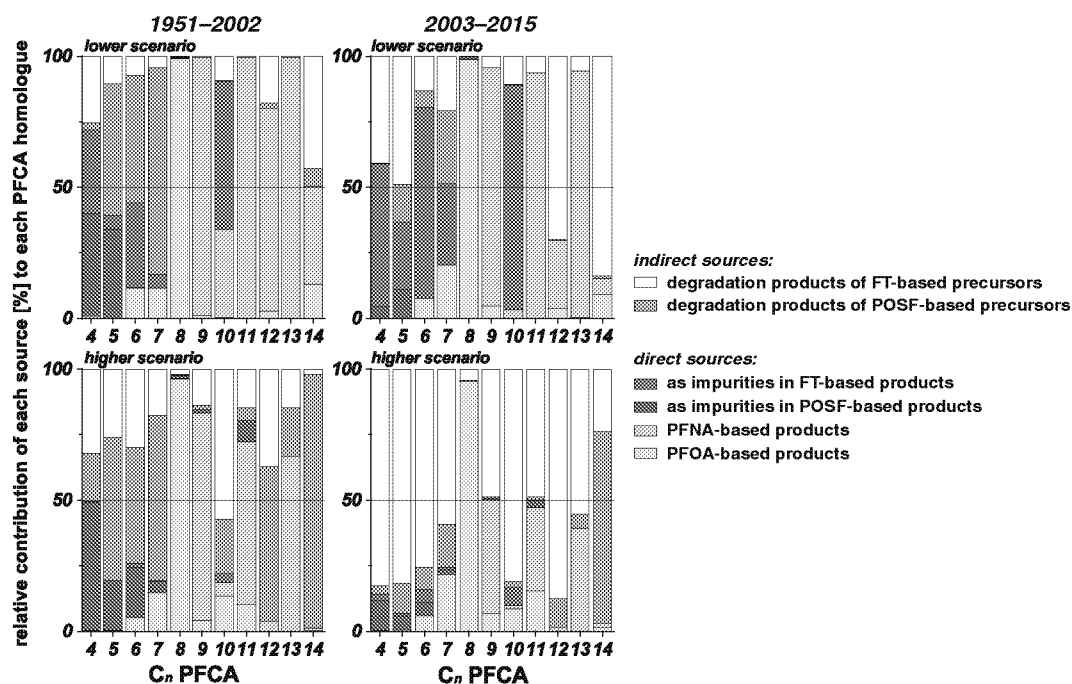 1951–2002
2003–2015
relative contribution of each source [%] to each PFCA homologue
lower scenario
100
50
0
4 5 6 7 8 9 10 11 12 13 14
lower scenario
100
50
0
4 5 6 7 8 9 10 11 12 13 14
higher scenario
100
50
0
4 5 6 7 8 9 10 11 12 13 14
Cn PFCA
higher scenario
100
50
0
4 5 6 7 8 9 10 11 12 13 14
Cn PFCA
indirect sources:
degradation products of FT-based precursors
degradation products of POSF-based precursors
direct sources:
as impurities in FT-based products
as impurities in POSF-based products
PFNA-based products
PFOA-based products